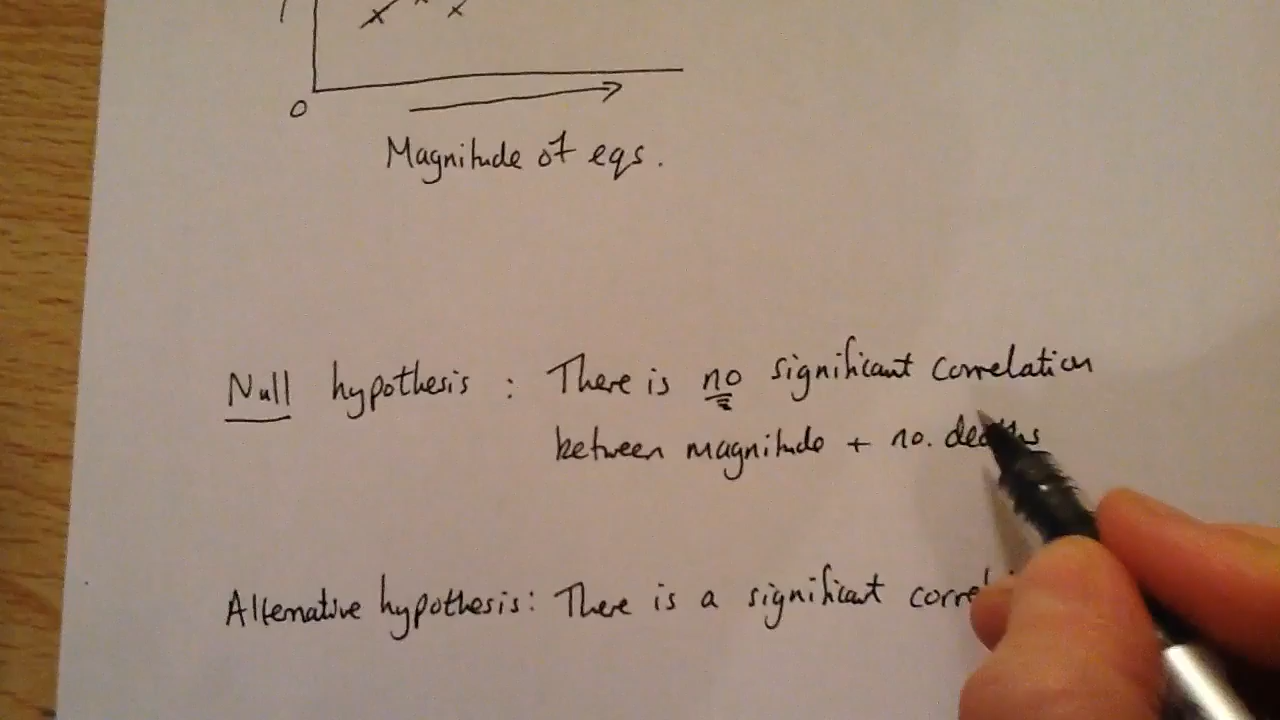 0
Magnitude of eqs.
Null hypothesis : There is no significant correlation
between magnitude + no. deaths
Alternative hypothesis: There is a significant